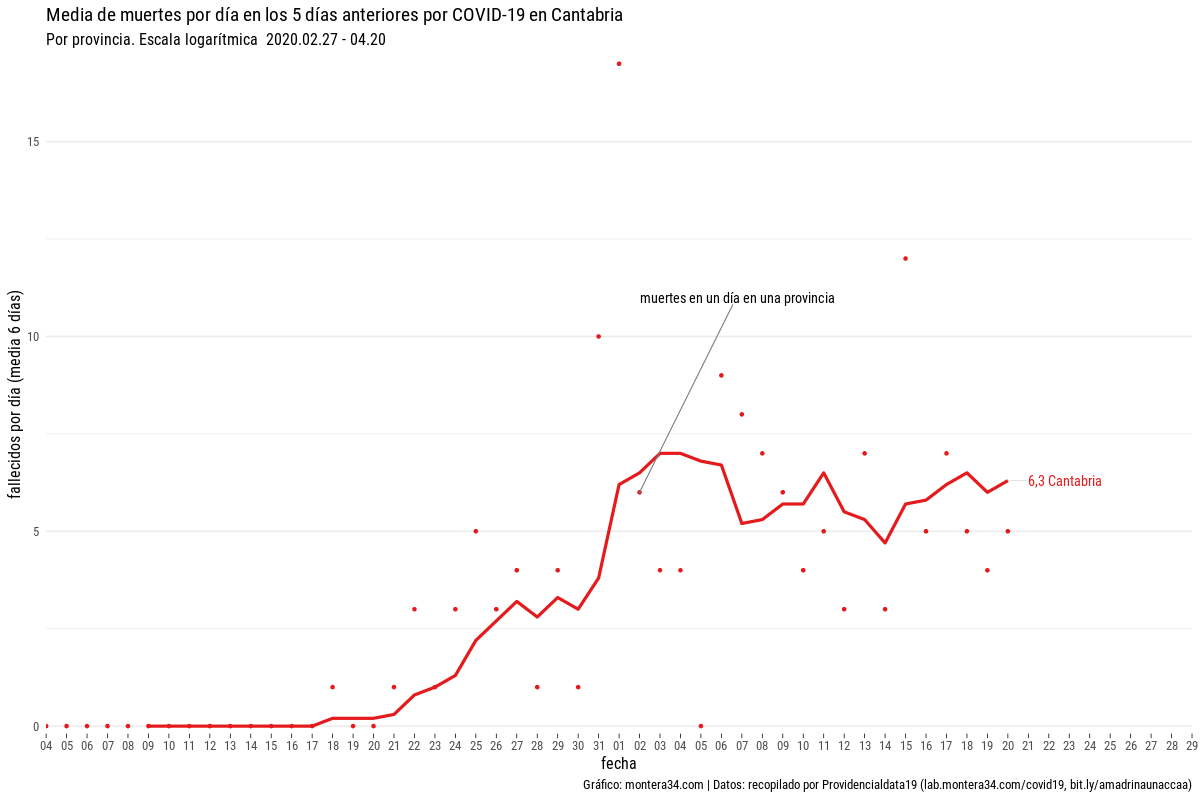 Media de muertes por día en los 5 días anteriores por COVID-19 en Cantabria
Por provincia. Escala logarítmica  2020.02.27 - 04.20
fallecidos por día (media 6 días)
15
10
5
0
muertes en un día en una provincia
6,3 Cantabria
04 05 06 07 08 09 10 11 12 13 14 15 16 17 18 19 20 21 22 23 24 25 26 27 28 29 30 31 01 02 03 04 05 06 07 08 09 10 11 12 13 14 15 16 17 18 19 20 21 22 23 24 25 26 27 28 29
fecha
Gráfico: montera34.com | Datos: recopilado por Providencialdata19 (lab.montera34.com/covid19, bit.ly/amadrinaunaccaa)